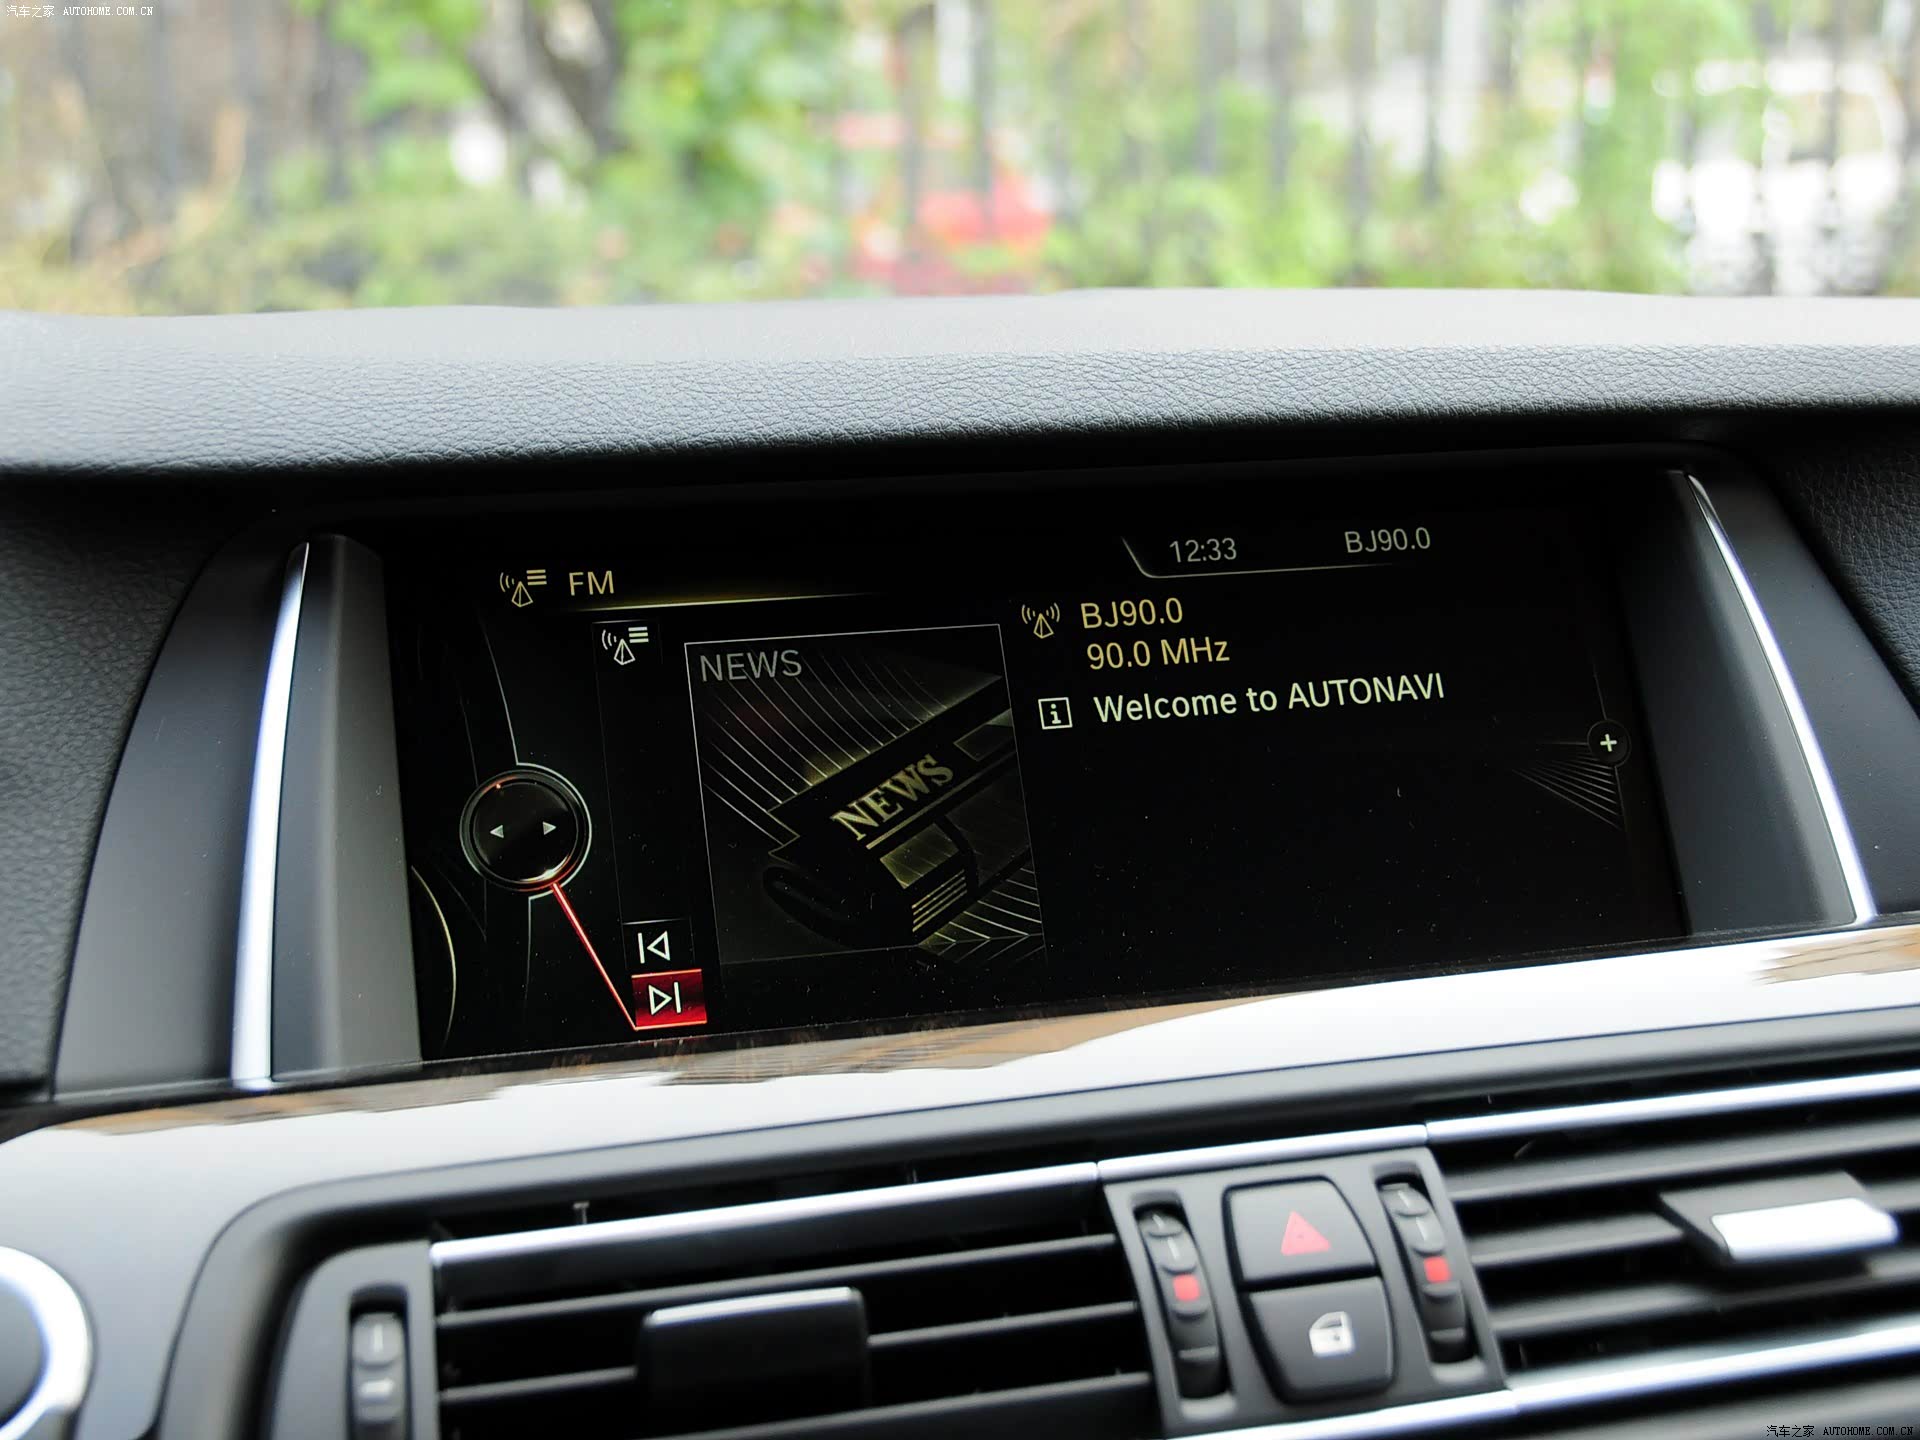 汽车之家 AUTOHOME.COM.CN
12:33 BJ90.0
FM
BJ90.0
90.0 MHz
NEWS
Welcome to AUTONAVI
NEWS
汽车之家 AUTOHOME.COM.CN